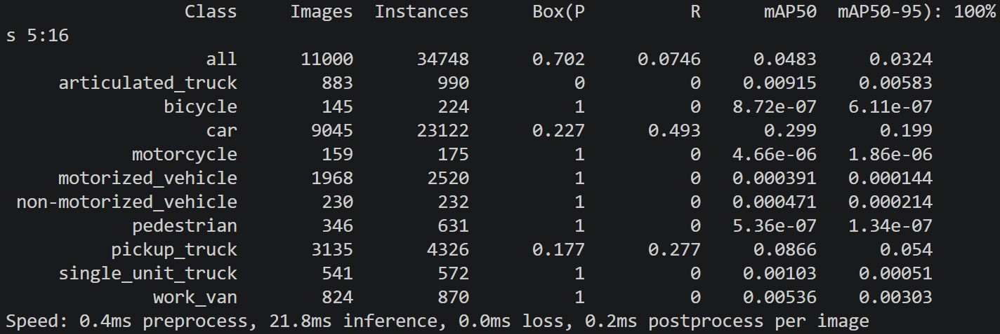 Class Images Instances Box(P R mAP50 mAP50-95): 100%
s 5:16
all 11000 34748 0.702 0.0746 0.0483 0.0324
articulated_truck 883 990 0 0 0.00915 0.00583
bicycle 145 224 1 0 8.72e-07 6.11e-07
car 9045 23122 0.227 0.493 0.299 0.199
motorcycle 159 175 1 0 4.66e-06 1.86e-06
motorized_vehicle 1968 2520 1 0 0.000391 0.000144
non-motorized_vehicle 230 232 1 0 0.000471 0.000214
pedestrian 346 631 1 0 5.36e-07 1.34e-07
pickup_truck 3135 4326 0.177 0.277 0.0866 0.054
single_unit_truck 541 572 1 0 0.00103 0.00051
work_van 824 870 1 0 0.00536 0.00303
Speed: 0.4ms preprocess, 21.8ms inference, 0.0ms loss, 0.2ms postprocess per image